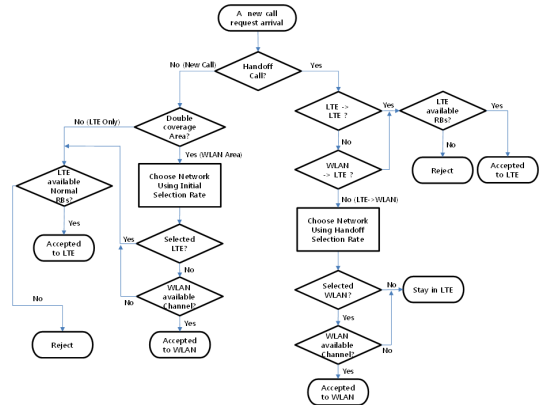 A new call
request arrival
No (New Call)
Handoff
Call?
Yes
No (LTE Only)
Double
coverage
Area?
LTE ->
LTE ?
Yes
LTE
available
RBs?
Yes
No
No
Yes (WLAN Area)
LTE
available
Normal
RBs?
Choose Network
Using Initial
Selection Rate
WLAN
-> LTE ?
Reject
Accepted
to LTE
No (LTE->WLAN)
Yes
Accepted
to LTE
Yes
Selected
LTE?
Choose Network
Using Handoff
Selection Rate
No
No
WLAN
available
Channel?
No
Selected
WLAN?
No
Stay in LTE
Yes
Yes
Reject
Accepted
to WLAN
WLAN
available
Channel?
No
Yes
Accepted
to WLAN